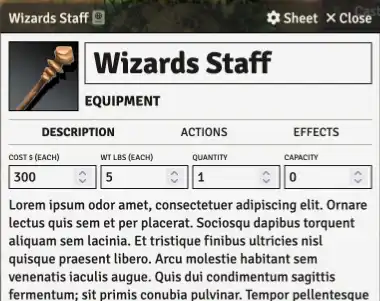 Wizards Staff Sheet Close
Wizards Staff
EQUIPMENT
DESCRIPTION ACTIONS EFFECTS
COST $ (EACH) WT LBS (EACH) QUANTITY CAPACITY
300 5 1 0
Lorem ipsum odor amet, consectetuer adipiscing elit. Ornare
lectus quis sem et per placerat. Sociosqu dapibus torquent
aliquam sem lacinia. Et tristique finibus ultricies nisl
quisque praesent libero. Arcu molestie habitant sem
venenatis iaculis augue. Quis dui condimentum sagittis
fermentum; sit primis conubia pulvinar. Tempor pellentesque